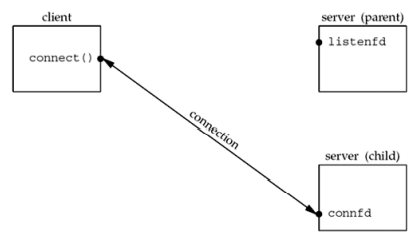 client
server (parent)
connect()
listenfd
connection
server (child)
connfd